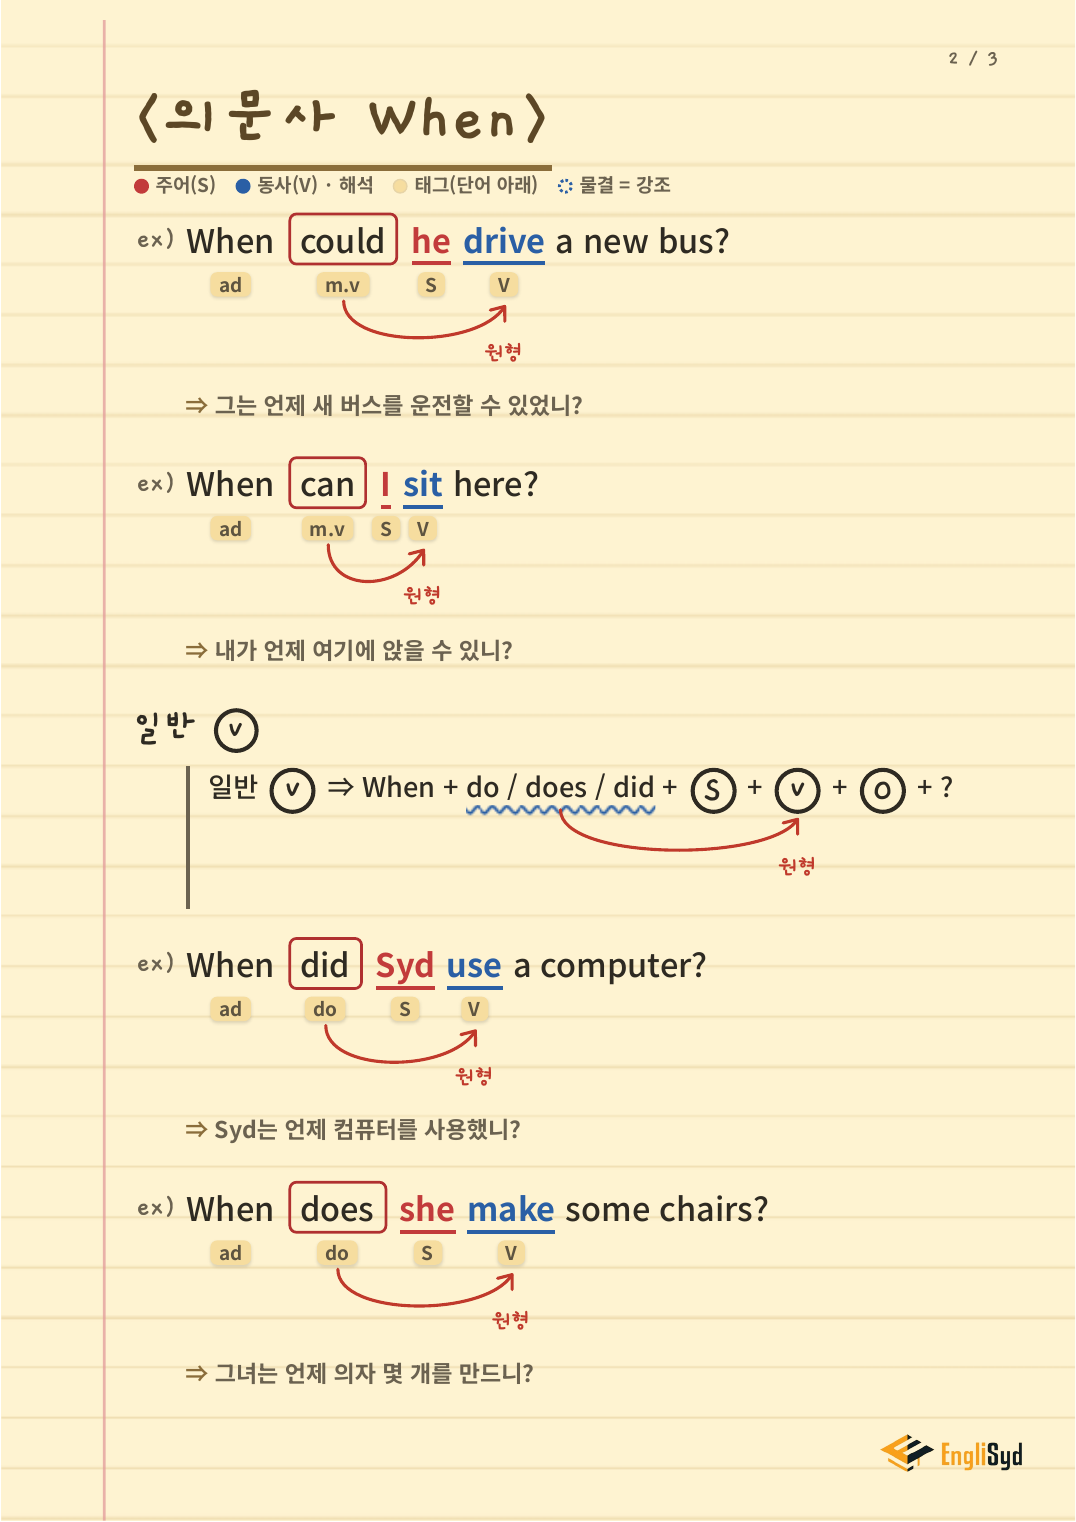 2 / 3
<의문사 When>
주어(S) 동사(V) · 해석 태그(단어 아래) 물결 = 강조
ex) When could he drive a new bus?
ad m.v S V
원형
⇒ 그는 언제 새 버스를 운전할 수 있었니?
ex) When can I sit here?
ad m.v S V
원형
⇒ 내가 언제 여기에 앉을 수 있니?
일반 v
일반 v ⇒ When + do / does / did + S + v + O + ?
원형
ex) When did Syd use a computer?
ad do S V
원형
⇒ Syd는 언제 컴퓨터를 사용했니?
ex) When does she make some chairs?
ad do S V
원형
⇒ 그녀는 언제 의자 몇 개를 만드니?
EngliSyd